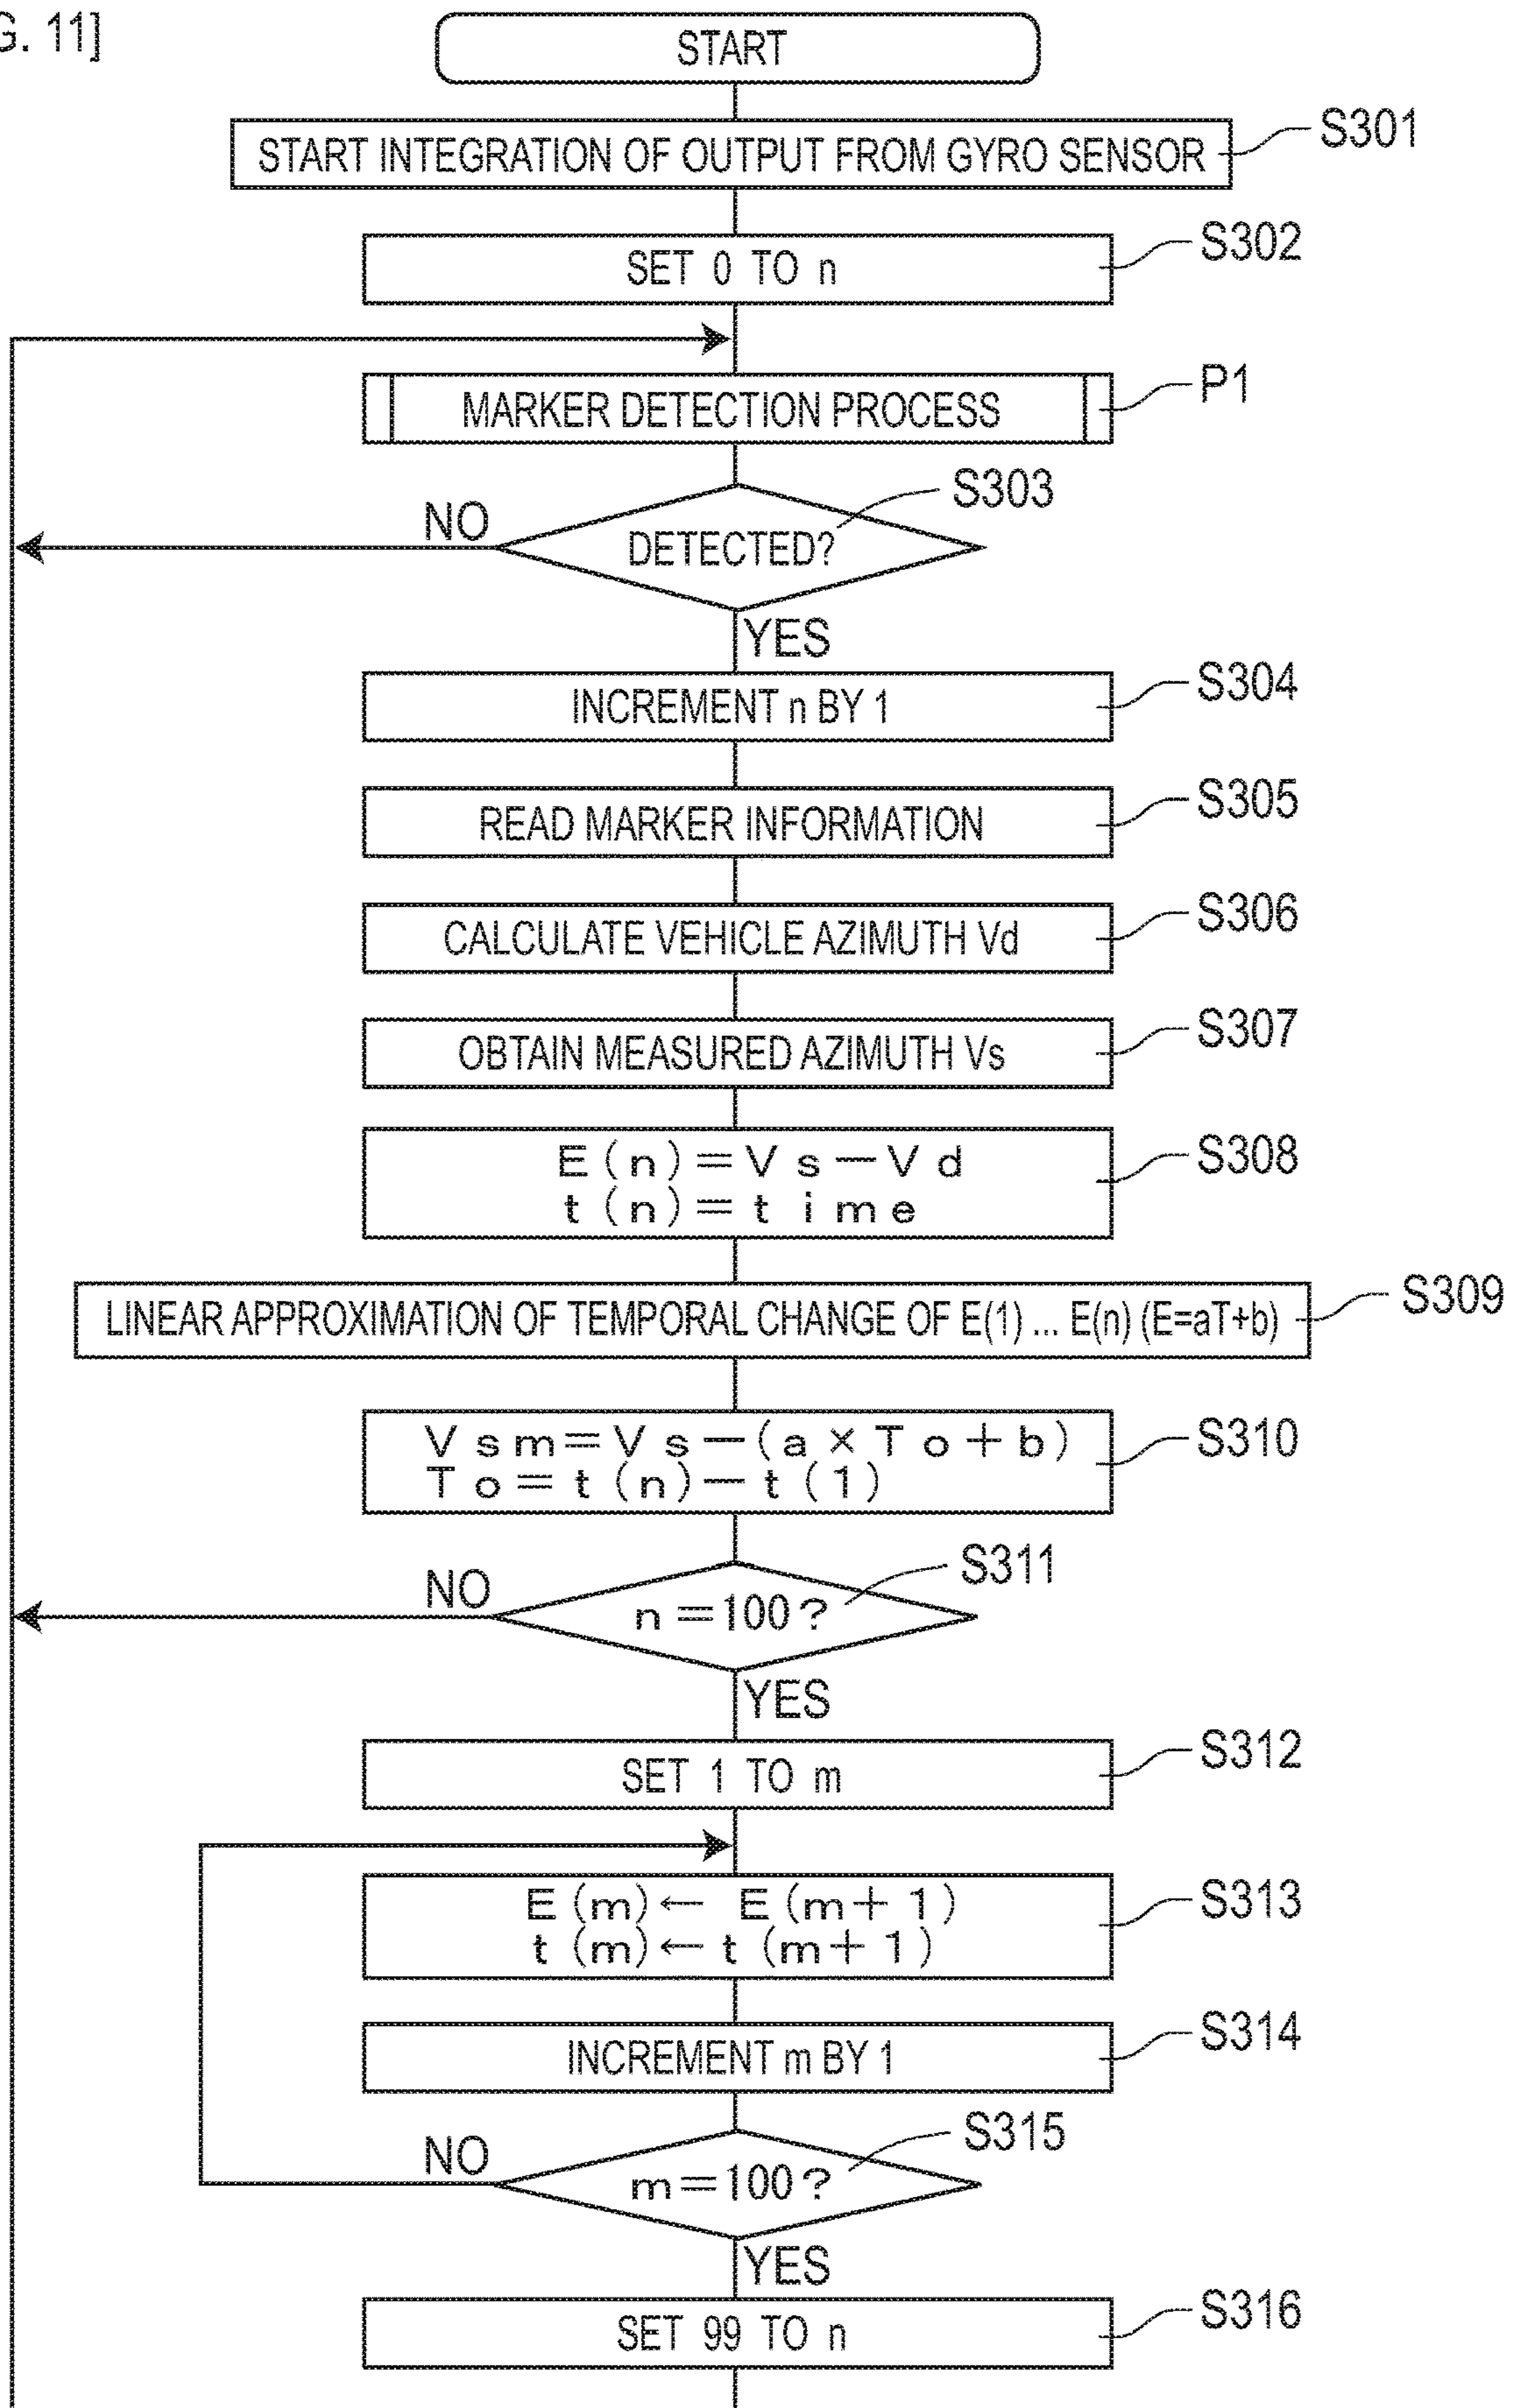 G. 11]
START
START INTEGRATION OF OUTPUT FROM GYRO SENSOR
S301
SET 0 TO n
S302
MARKER DETECTION PROCESS
P1
S303
NO
DETECTED?
YES
INCREMENT n BY 1
S304
READ MARKER INFORMATION
S305
CALCULATE VEHICLE AZIMUTH Vd
S306
OBTAIN MEASURED AZIMUTH Vs
S307
E(n)=Vs-Vd
t(n)=time
S308
LINEAR APPROXIMATION OF TEMPORAL CHANGE OF E(1) ... E(n) (E=aT+b)
S309
Vsm=Vs-(a×To+b)
To=t(n)-t(1)
S310
S311
NO
n=100?
YES
SET 1 TO m
S312
E(m)← E(m+1)
t(m)←t(m+1)
S313
INCREMENT m BY 1
S314
S315
NO
m=100?
YES
SET 99 TO n
S316